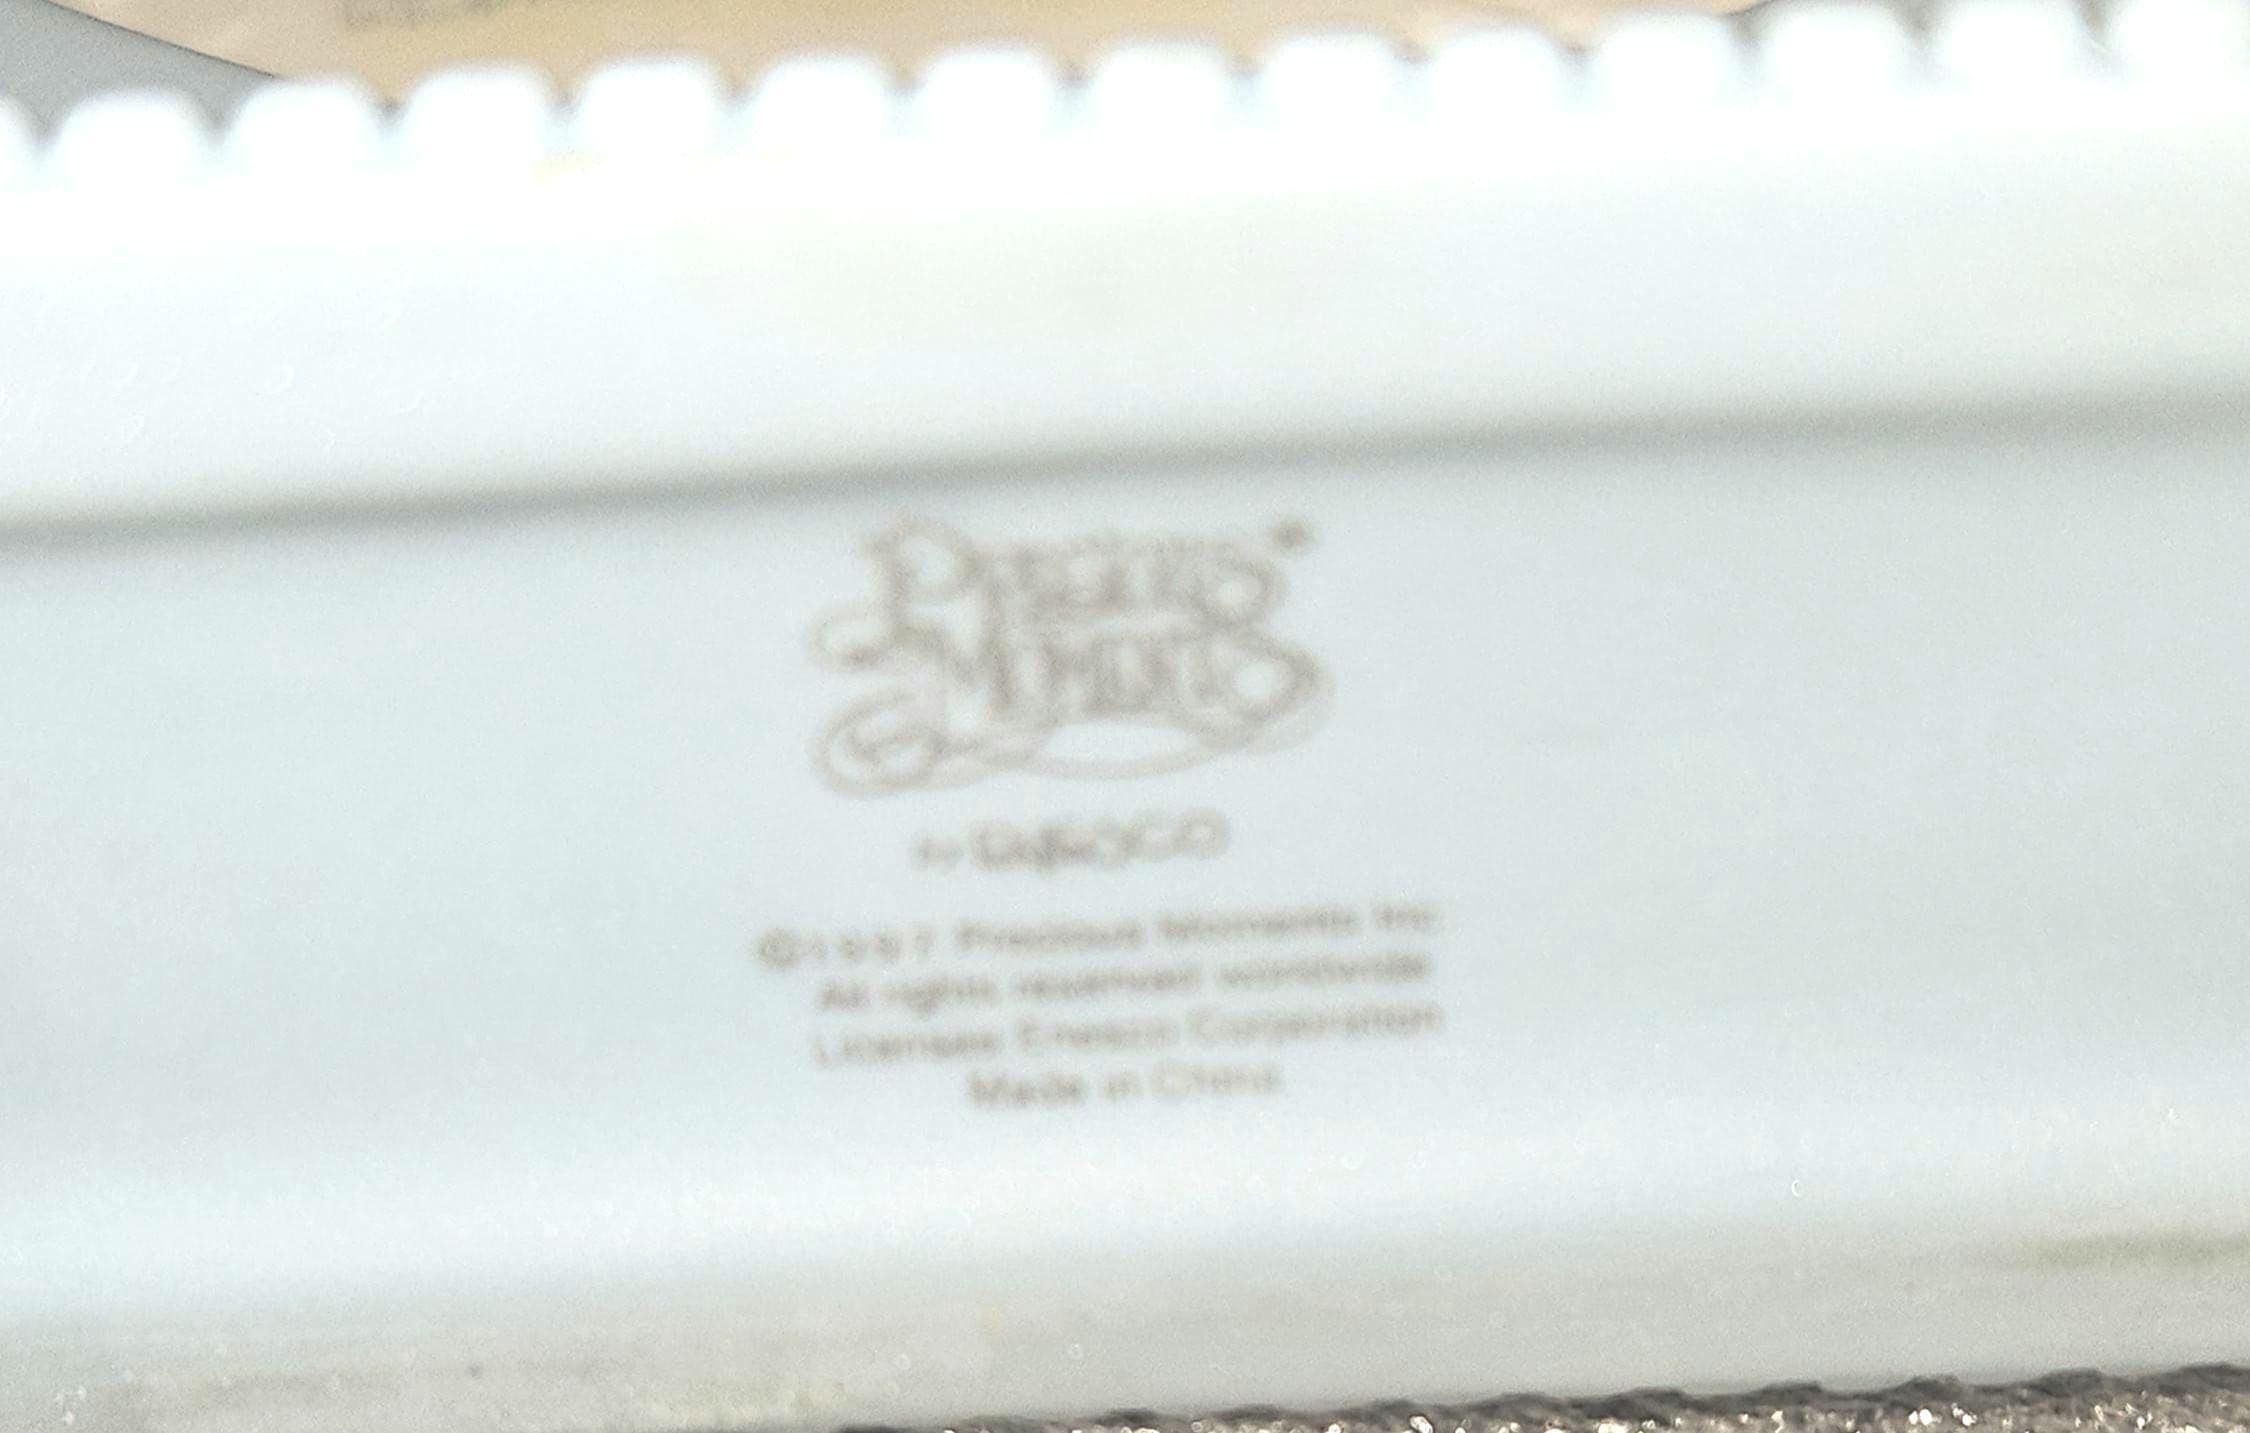 Precious
Moments
by ENESCO
©1997 Precious Moments Inc
All rights reserved worldwide
Licensee Enesco Corporation
Made in China